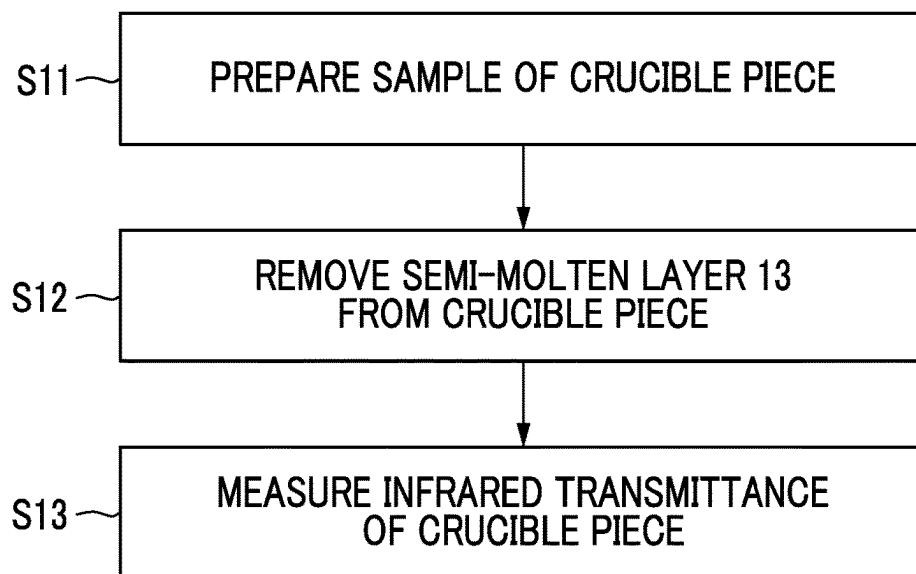 S11
PREPARE SAMPLE OF CRUCIBLE PIECE
S12
REMOVE SEMI-MOLTEN LAYER 13
FROM CRUCIBLE PIECE
S13
MEASURE INFRARED TRANSMITTANCE
OF CRUCIBLE PIECE